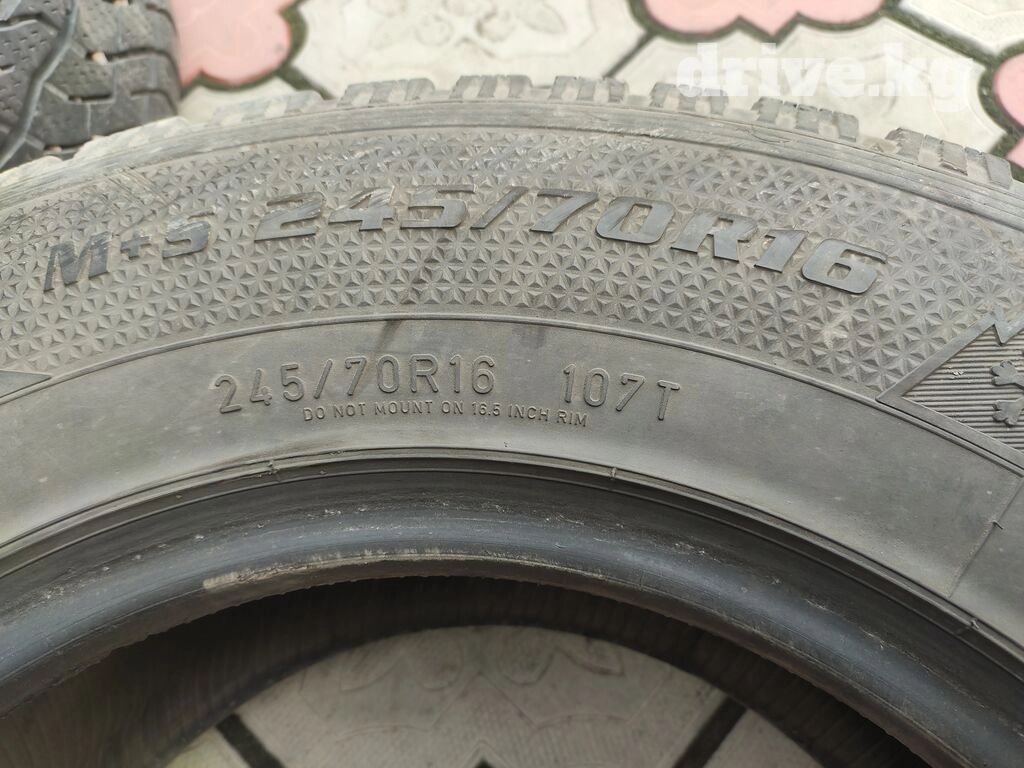 drive.kg
M+S 245/70R16
245/70R16 107T
DO NOT MOUNT ON 16.5 INCH RIM